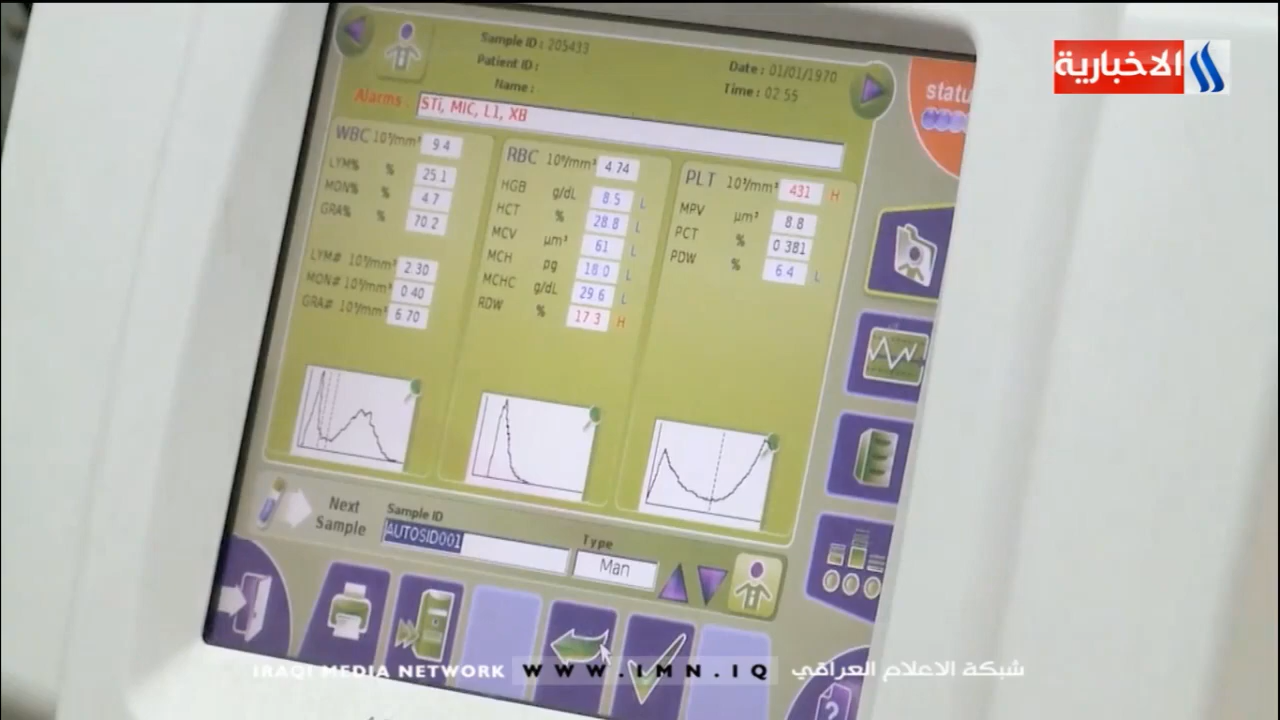 الاخبارية
Sample ID : 205433
Patient ID :
Name :
Date : 01/01/1970
Time : 02:55
status
Alarms : STi, MIC, L1, XB
WBC 10³/mm³ 9.4
LYM% % 25.1
MON% % 4.7
GRA% % 70.2
LYM# 10³/mm³ 2.30
MON# 10³/mm³ 0.40
GRA# 10³/mm³ 6.70
RBC 10⁶/mm³ 4.74
HGB g/dL 8.5 L
HCT % 28.8 L
MCV µm³ 61 L
MCH pg 18.0 L
MCHC g/dL 29.6 L
RDW % 17.3 H
PLT 10³/mm³ 431 H
MPV µm³ 8.8
PCT % 0.381
PDW % 6.4 L
Next
Sample
Sample ID
AUTOSID001
Type
Man
?
IRAQI MEDIA NETWORK WWW.IMN.IQ شبكة الاعلام العراقي